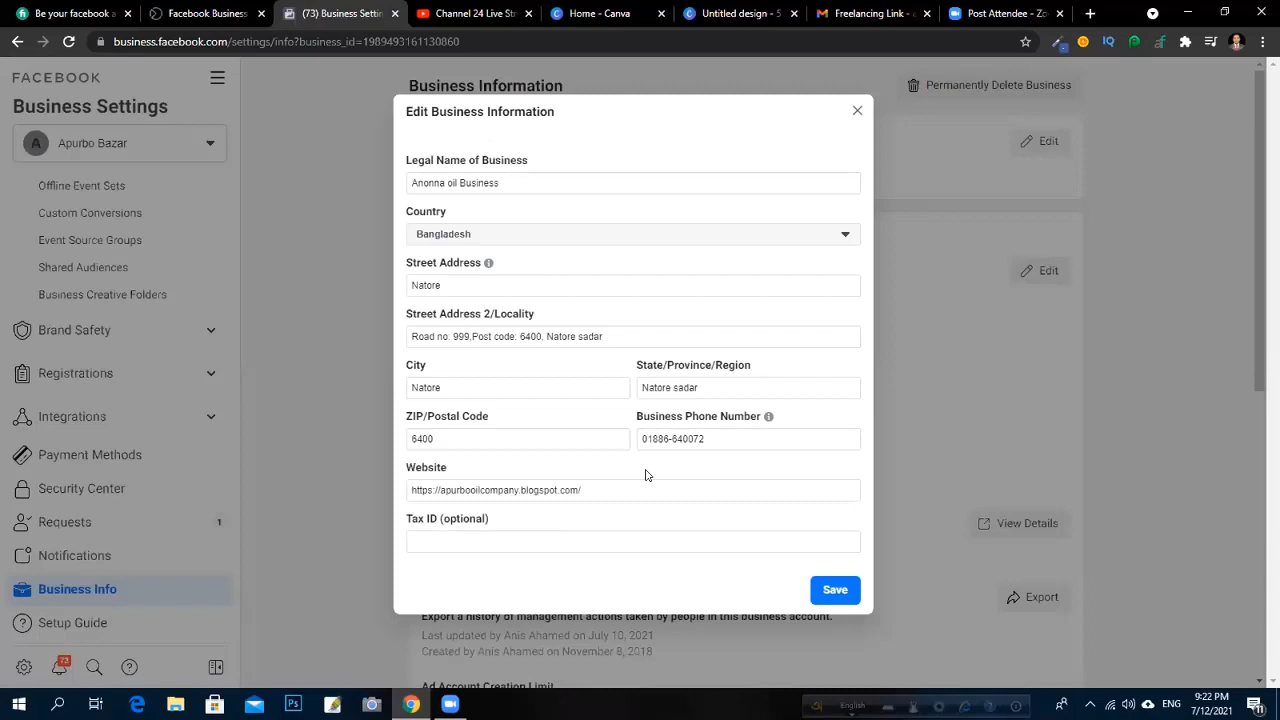 (5) Apurbo
Facebook Business
(73) Business Setti
24 Live St
Home - Canva
Untitled design - 5
Freelancing Link - c
Post Attendee - Zo
business.facebook.com/settings/info?business_id=1989493161130860
FACEBOOK
Business Settings
A
Apurbo Bazar
Offline Event Sets
Custom Conversions
Event Source Groups
Shared Audiences
Business Creative Folders
Brand Safety
Registrations
Integrations
Payment Methods
Security Center
Requests
1
Notifications
Business Info
Setup Guide
73
Business Information
Permanently Delete Business
Edit
Edit
View Details
Export
Edit Business Information
Legal Name of Business
Anonna oil Business
Country
Bangladesh
Street Address
Natore
Street Address 2/Locality
Road no: 999,Post code: 6400, Natore sadar
City
State/Province/Region
Natore
Natore sadar
ZIP/Postal Code
Business Phone Number
6400
01886-640072
Website
https://apurbooilcompany.blogspot.com/
Tax ID (optional)
Save
Export a history of management actions taken by people in this business account.
Last updated by Anis Ahamed on July 10, 2021
Created by Anis Ahamed on November 8, 2018
Ad Account Creation Limit
English
ENG
9:22 PM
7/12/2021